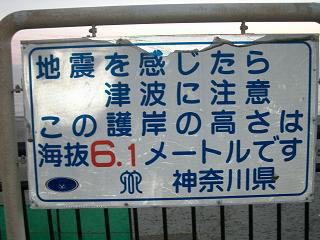 地震を感じたら
津波に注意
この護岸の高さは
海抜6.1メートルです
神奈川県